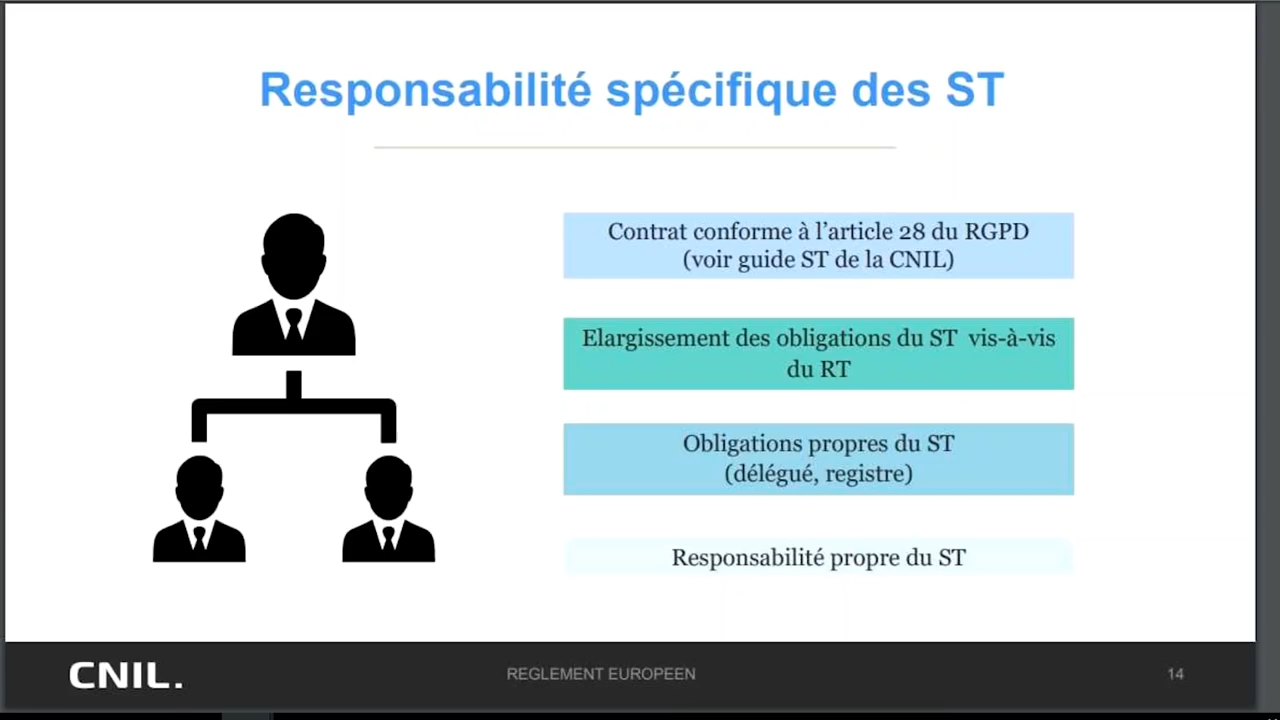 Responsabilité spécifique des ST
Contrat conforme à l’article 28 du RGPD
(voir guide ST de la CNIL)
Elargissement des obligations du ST vis-à-vis
du RT
Obligations propres du ST
(délégué, registre)
Responsabilité propre du ST
CNIL.
REGLEMENT EUROPEEN
14